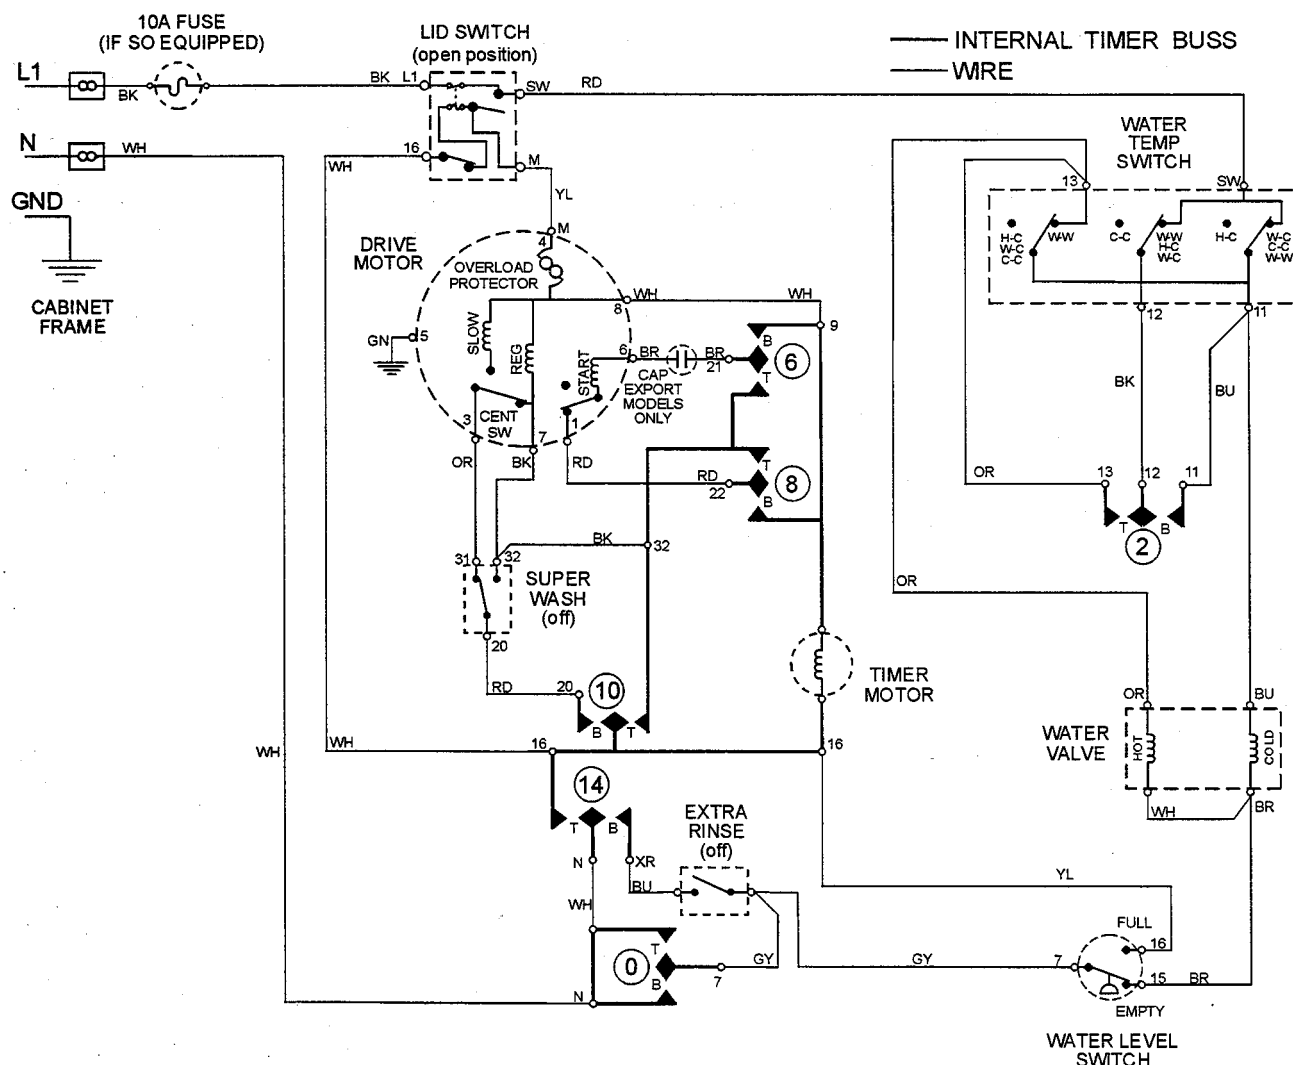 10A FUSE
(IF SO EQUIPPED)
LID SWITCH
(open position)
INTERNAL TIMER BUSS
WIRE
L1
BK
BK
L1
SW
RD
N
WH
16
WH
M
YL
WATER
TEMP
SWITCH
13
SW
GND
CABINET
FRAME
H-C
W-C
C-C
W-W
C-C
W-W
H-C
W-C
H-C
W-C
C-C
W-W
12
11
DRIVE
MOTOR
M
4
OVERLOAD
PROTECTOR
8
WH
WH
9
GN
5
SLOW
REG
START
6
BR
BR
21
CAP
EXPORT
MODELS
ONLY
B
T
6
3
CENT
SW
7
1
OR
BK
RD
RD
22
T
B
8
BK
BU
OR
13
12
11
T
B
2
BK
32
31
32
SUPER
WASH
(off)
20
RD
20
10
B
T
OR
TIMER
MOTOR
WH
WH
16
16
OR
BU
WATER
VALVE
HOT
COLD
WH
BR
14
T
B
N
XR
BU
EXTRA
RINSE
(off)
WH
YL
T
B
0
7
GY
GY
N
FULL
16
7
15
BR
EMPTY
WATER LEVEL
SWITCH